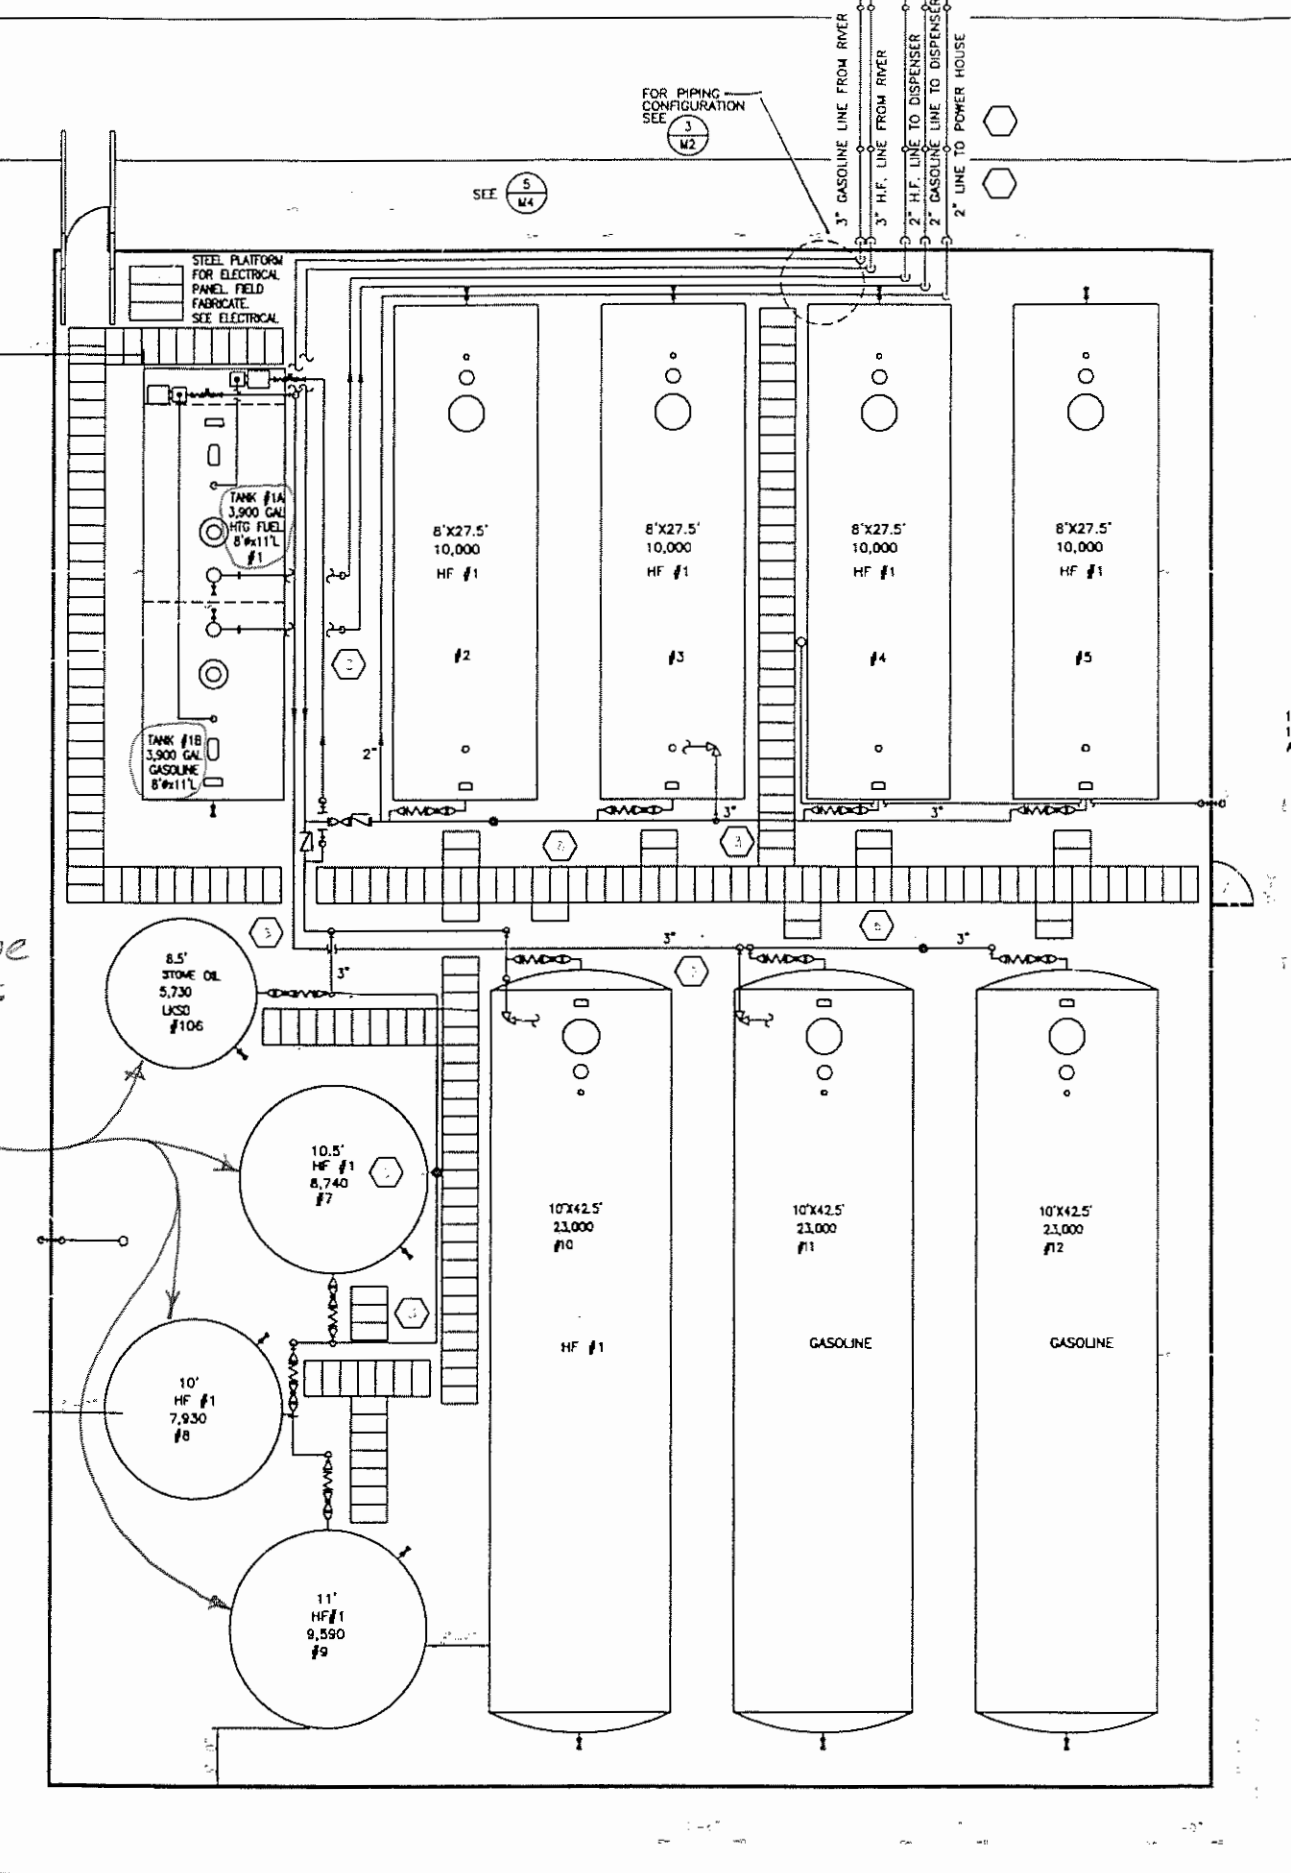 3" GASOLINE LINE FROM RIVER
3" H.F. LINE FROM RIVER
2" H.F. LINE TO DISPENSER
2" GASOLINE LINE TO DISPENSER
2" LINE TO POWER HOUSE
FOR PIPING
CONFIGURATION
SEE
3
M2
SEE
5
M4
STEEL PLATFORM
FOR ELECTRICAL
PANEL. FIELD
FABRICATE.
SEE ELECTRICAL
TANK #1A
3,900 GAL
HTG FUEL
8'øx11'L
#1
TANK #1B
3,900 GAL
GASOLINE
8'øx11'L
8'X27.5'
10,000
HF #1
#2
8'X27.5'
10,000
HF #1
#3
8'X27.5'
10,000
HF #1
#4
8'X27.5'
10,000
HF #1
#5
2"
3"
3"
3"
3"
3"
8.5'
STOVE OIL
5,730
LKSD
#106
10.5'
HF #1
8,740
#7
10'
HF #1
7,930
#8
11'
HF#1
9,590
#9
10'X42.5'
23,000
#10
HF #1
10'X42.5'
23,000
#11
GASOLINE
10'X42.5'
23,000
#12
GASOLINE